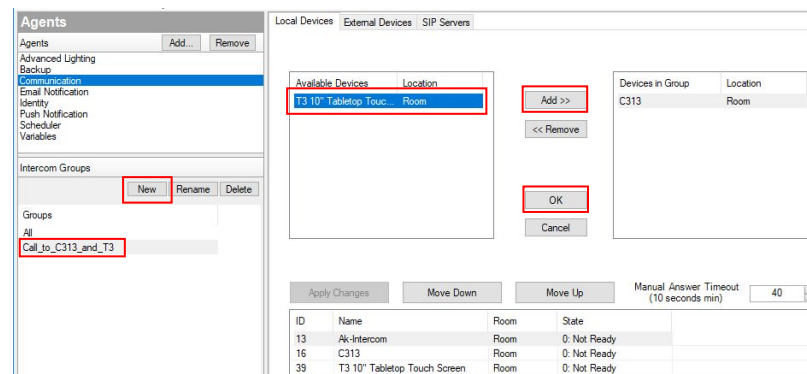 Agents
Agents Add... Remove
Advanced Lighting
Backup
Communication
Email Notification
Identity
Push Notification
Scheduler
Variables
Intercom Groups
New Rename Delete
Groups
All
Call_to_C313_and_T3
Local Devices External Devices SIP Servers
Available Devices Location
T3 10" Tabletop Touc... Room
Add >>
<< Remove
OK
Cancel
Devices in Group Location
C313 Room
Apply Changes Move Down Move Up Manual Answer Timeout
(10 seconds min) 40
ID Name Room State
13 Ak-Intercom Room 0: Not Ready
16 C313 Room 0: Not Ready
39 T3 10" Tabletop Touch Screen Room 0: Not Ready